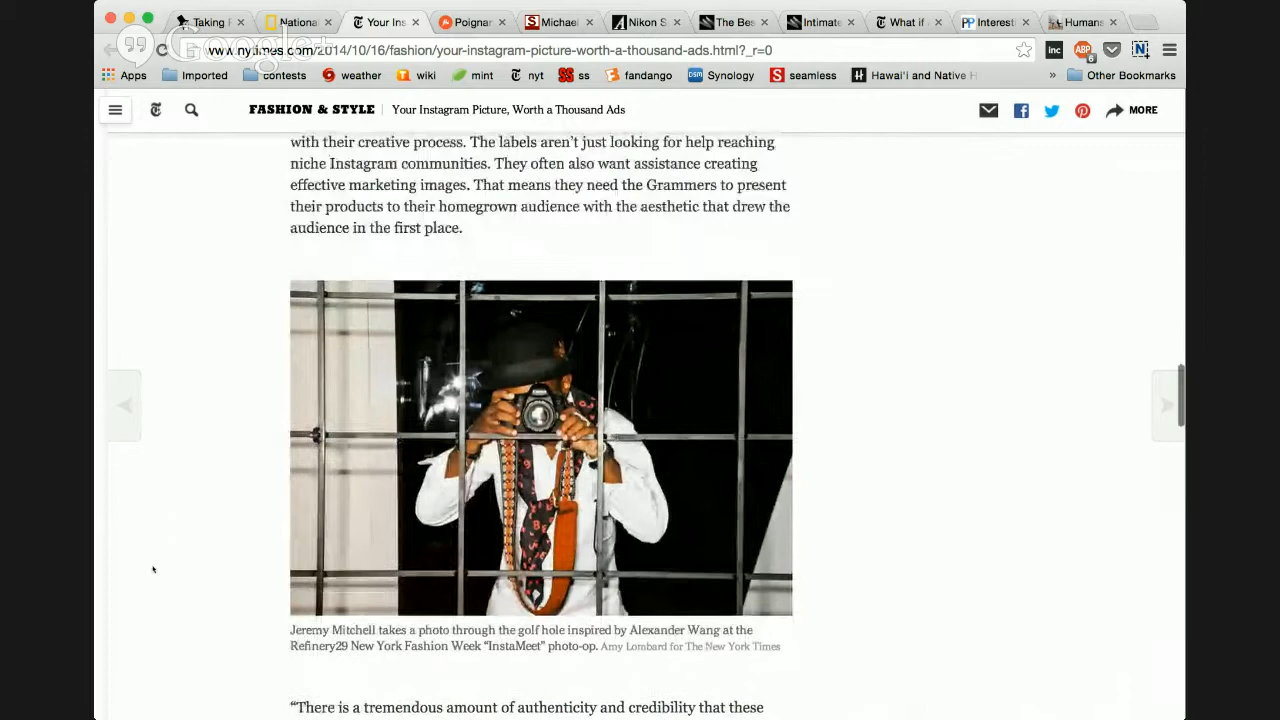 Taking F
Nationa
Your Ins
Poignar
Michael
Nikon S
The Bes
Intimate
What if
Interesti
Humans
Google+
www.nytimes.com/2014/10/16/fashion/your-instagram-picture-worth-a-thousand-ads.html?_r=0
Inc
ABP
6
Apps
Imported
contests
weather
wiki
mint
nyt
ss
fandango
Synology
seamless
Hawai'i and Native H
»
Other Bookmarks
FASHION & STYLE
Your Instagram Picture, Worth a Thousand Ads
MORE
with their creative process. The labels aren't just looking for help reaching
niche Instagram communities. They often also want assistance creating
effective marketing images. That means they need the Grammers to present
their products to their homegrown audience with the aesthetic that drew the
audience in the first place.
Jeremy Mitchell takes a photo through the golf hole inspired by Alexander Wang at the
Refinery29 New York Fashion Week “InstaMeet” photo-op. Amy Lombard for The New York Times
“There is a tremendous amount of authenticity and credibility that these